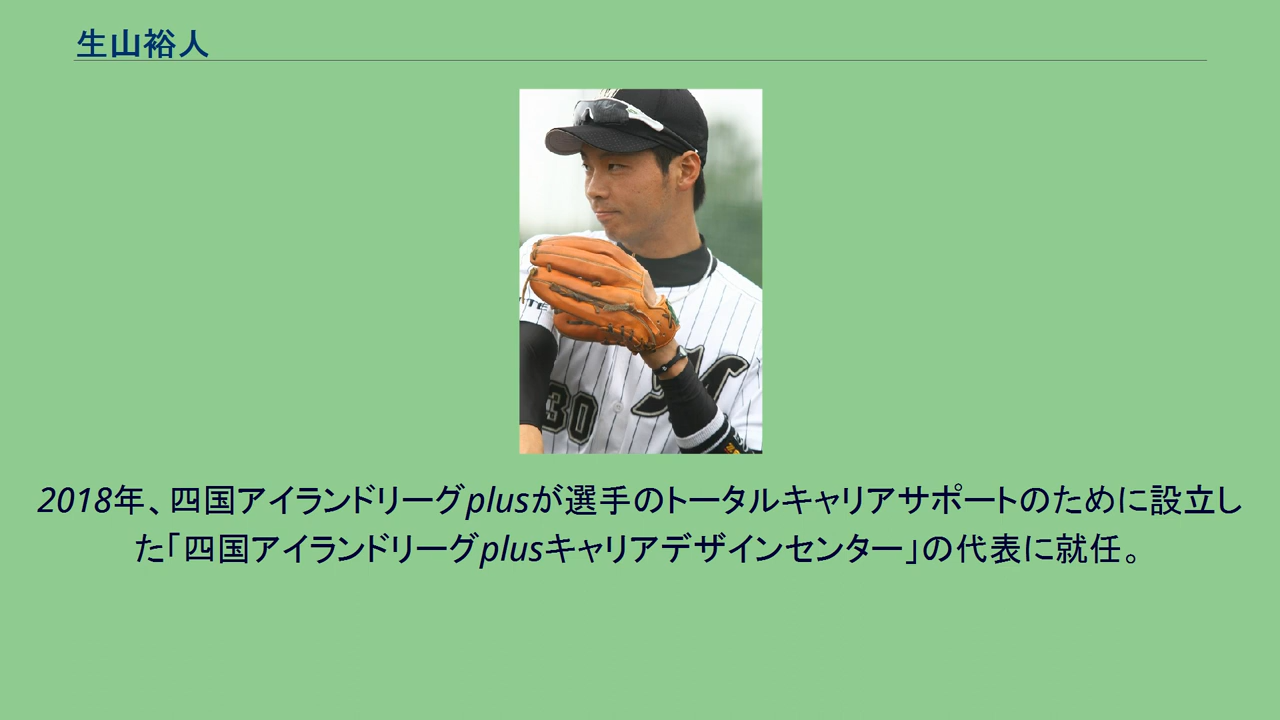 生山裕人
30
2018年、四国アイランドリーグplusが選手のトータルキャリアサポートのために設立し
た「四国アイランドリーグplusキャリアデザインセンター」の代表に就任。